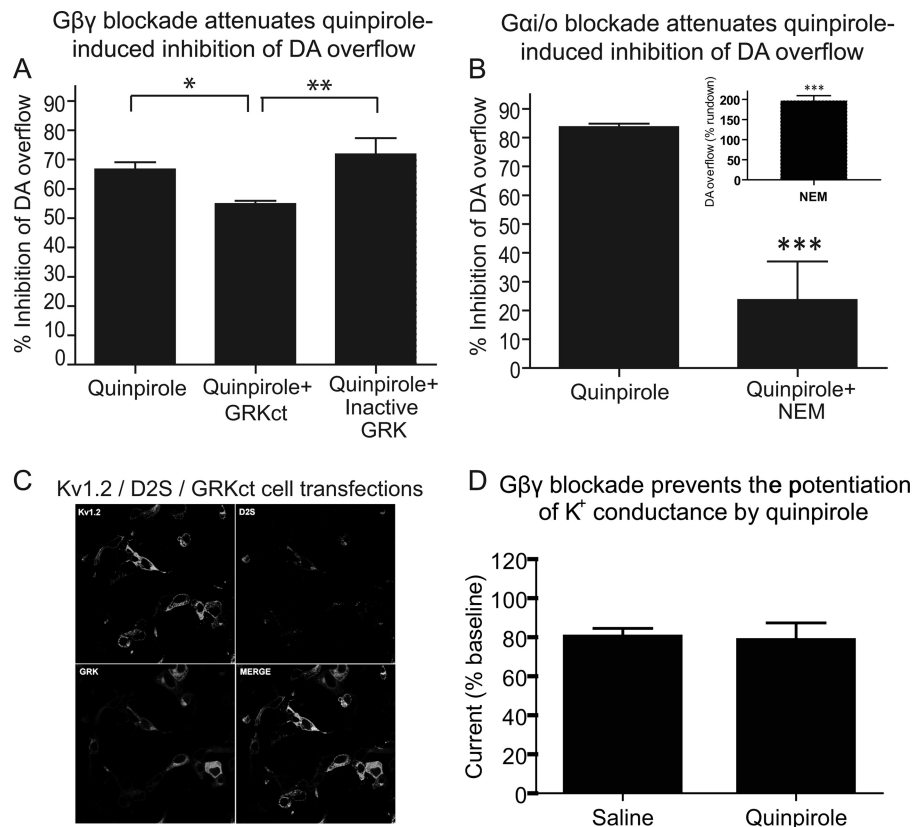 Gβγ blockade attenuates quinpirole-
induced inhibition of DA overflow
A
*
**
% Inhibition of DA overflow
90
80
70
60
50
40
30
20
10
0
Quinpirole
Quinpirole+
GRKct
Quinpirole+
Inactive
GRK
Gαi/o blockade attenuates quinpirole-
induced inhibition of DA overflow
B
% Inhibition of DA overflow
90
80
70
60
50
40
30
20
10
0
Quinpirole
Quinpirole+
NEM
***
DA overflow (% rundown)
200
150
100
50
0
***
NEM
C
Kv1.2 / D2S / GRKct cell transfections
Kv1.2
D2S
GRK
MERGE
D
Gβγ blockade prevents the potentiation
of K+ conductance by quinpirole
Current (% baseline)
120
100
80
60
40
20
0
Saline
Quinpirole